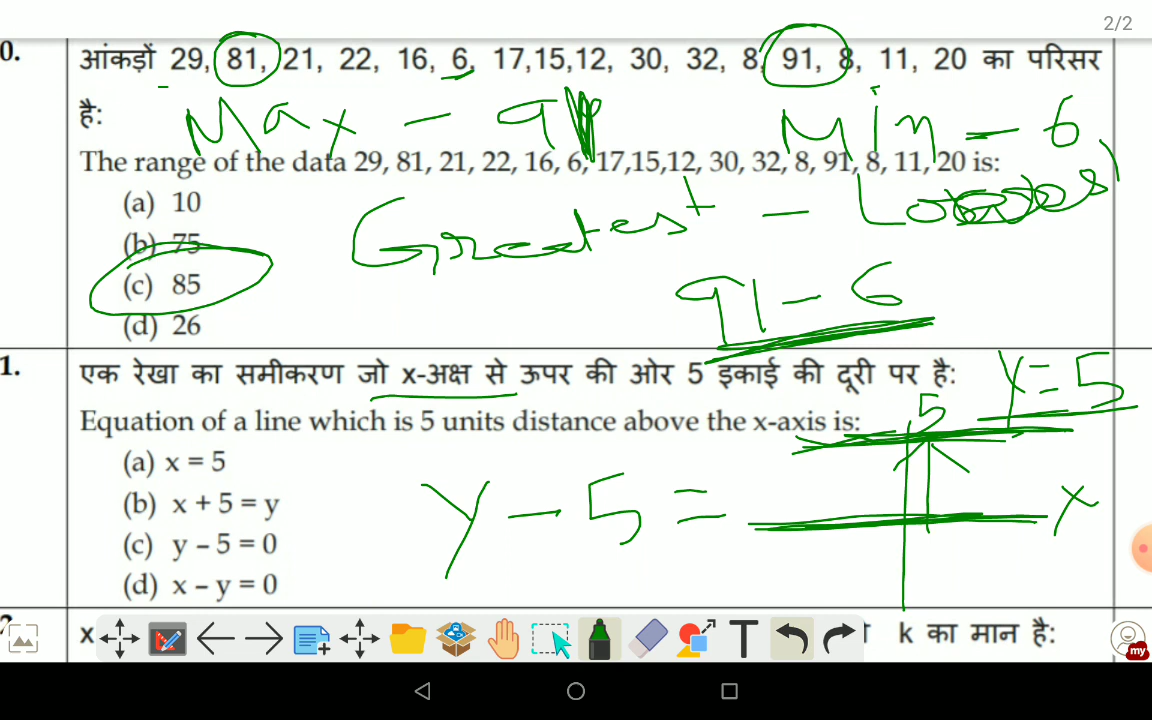 2/2
0.
आंकड़ों 29, 81, 21, 22, 16, 6, 17,15,12, 30, 32, 8, 91, 8, 11, 20 का परिसर
है:
Max - 91
Min = 6
The range of the data 29, 81, 21, 22, 16, 6, 17,15,12, 30, 32, 8, 91, 8, 11, 20 is:
(a) 10
Greatest -
(b) 75
(c) 85
91 - 6
(d) 26
1.
एक रेखा का समीकरण जो x-अक्ष से ऊपर की ओर 5 इकाई की दूरी पर है:
y = 5
Equation of a line which is 5 units distance above the x-axis is:
5
(a) x = 5
(b) x + 5 = y
y - 5 =
x
(c) y – 5 = 0
(d) x – y = 0
x
T
k का मान है:
my